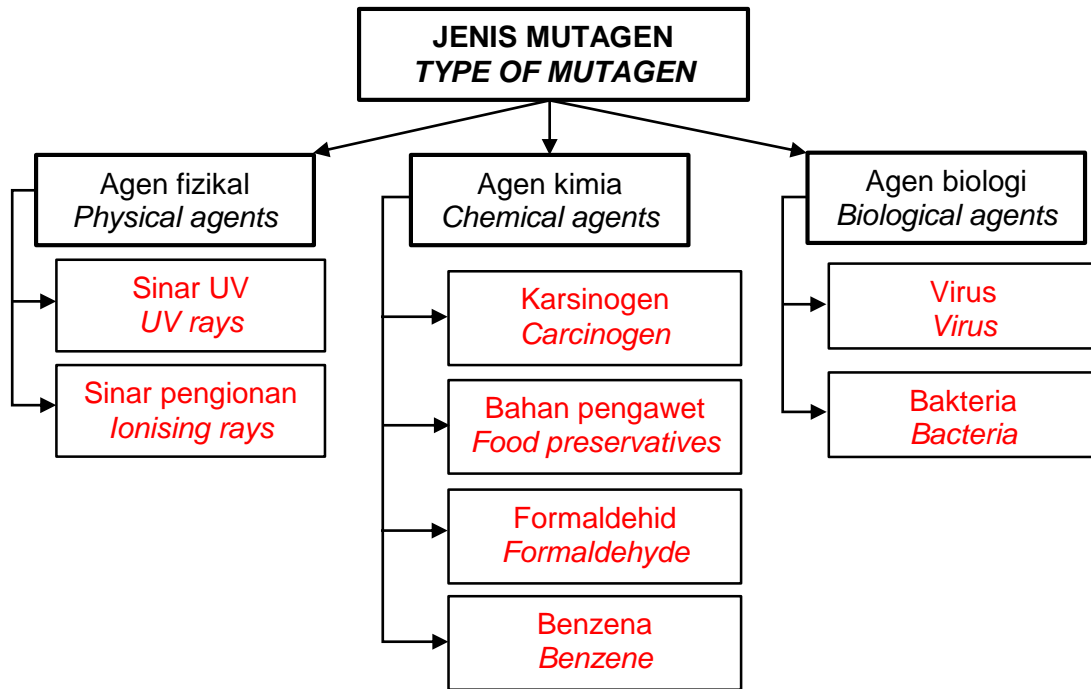 JENIS MUTAGEN
TYPE OF MUTAGEN
Agen fizikal
Physical agents
Sinar UV
UV rays
Sinar pengionan
Ionising rays
Agen kimia
Chemical agents
Karsinogen
Carcinogen
Bahan pengawet
Food preservatives
Formaldehid
Formaldehyde
Benzena
Benzene
Agen biologi
Biological agents
Virus
Virus
Bakteria
Bacteria